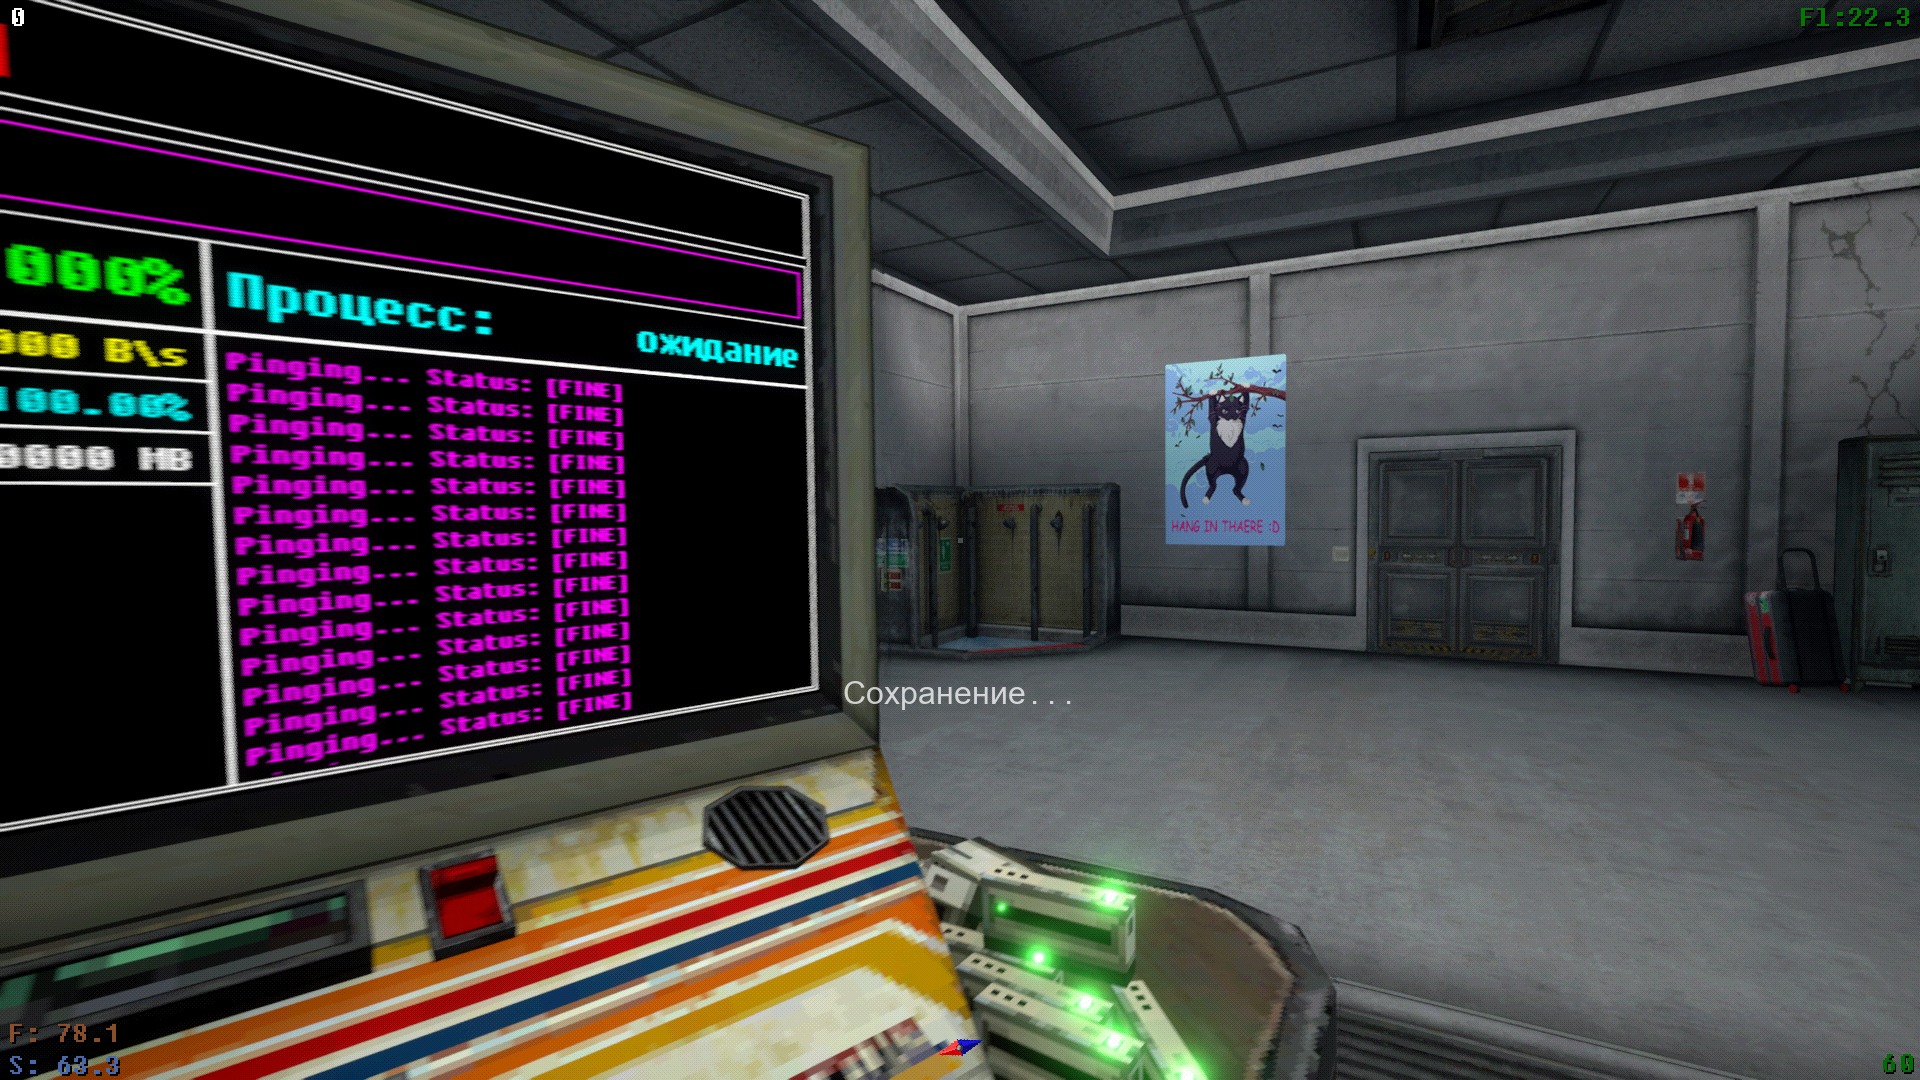 5
Fl:22.3
000%
Процесс:
000 B\s
ожидание
100.00%
0000 MB
Pinging--- Status: [FINE]
Pinging--- Status: [FINE]
Pinging--- Status: [FINE]
Pinging--- Status: [FINE]
Pinging--- Status: [FINE]
Pinging--- Status: [FINE]
Pinging--- Status: [FINE]
Pinging--- Status: [FINE]
Pinging--- Status: [FINE]
Pinging--- Status: [FINE]
Pinging--- Status: [FINE]
Pinging--- Status: [FINE]
Pinging--- Status: [FINE]
Pinging--- Status: [FINE]
HANG IN THAERE :D
Сохранение...
F: 78.1
S: 63.3
60